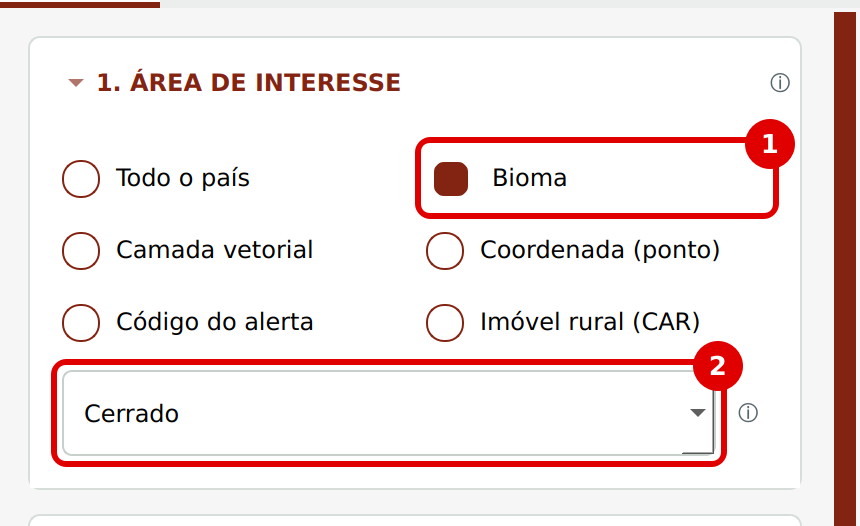 1. ÁREA DE INTERESSE
1
Todo o país
Bioma
Camada vetorial
Coordenada (ponto)
Código do alerta
Imóvel rural (CAR)
2
Cerrado